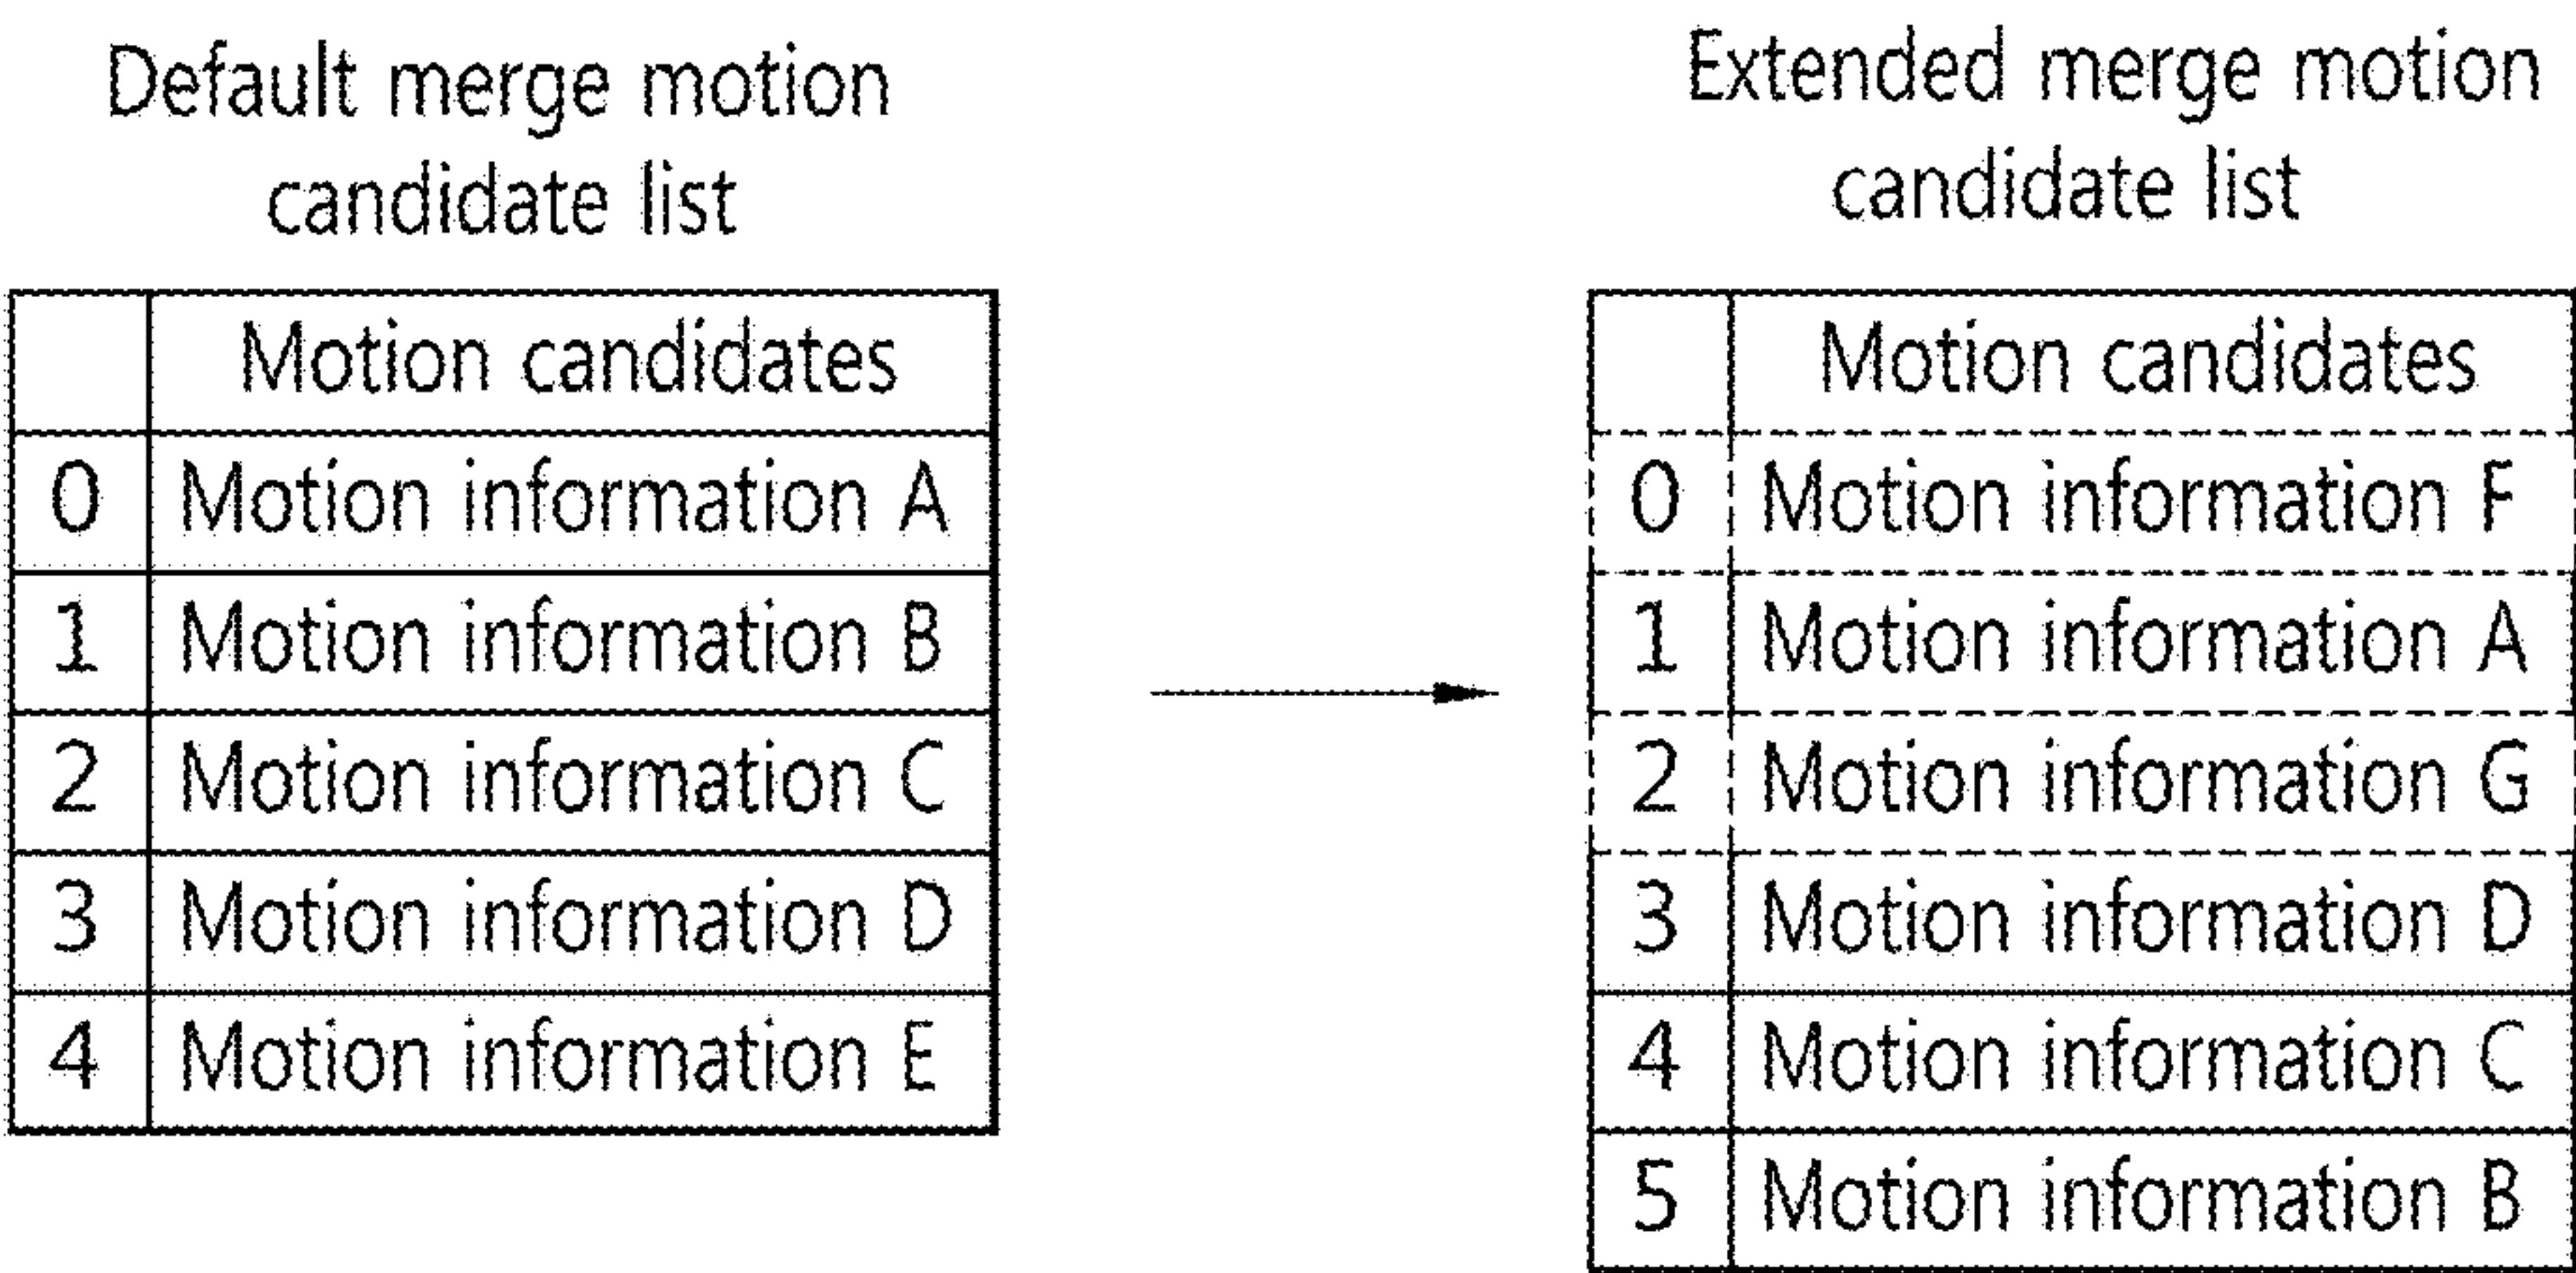 Default merge motion
candidate list
Motion candidates
0 Motion information A
1 Motion information B
2 Motion information C
3 Motion information D
4 Motion information E
Extended merge motion
candidate list
Motion candidates
0 Motion information F
1 Motion information A
2 Motion information G
3 Motion information D
4 Motion information C
5 Motion information B